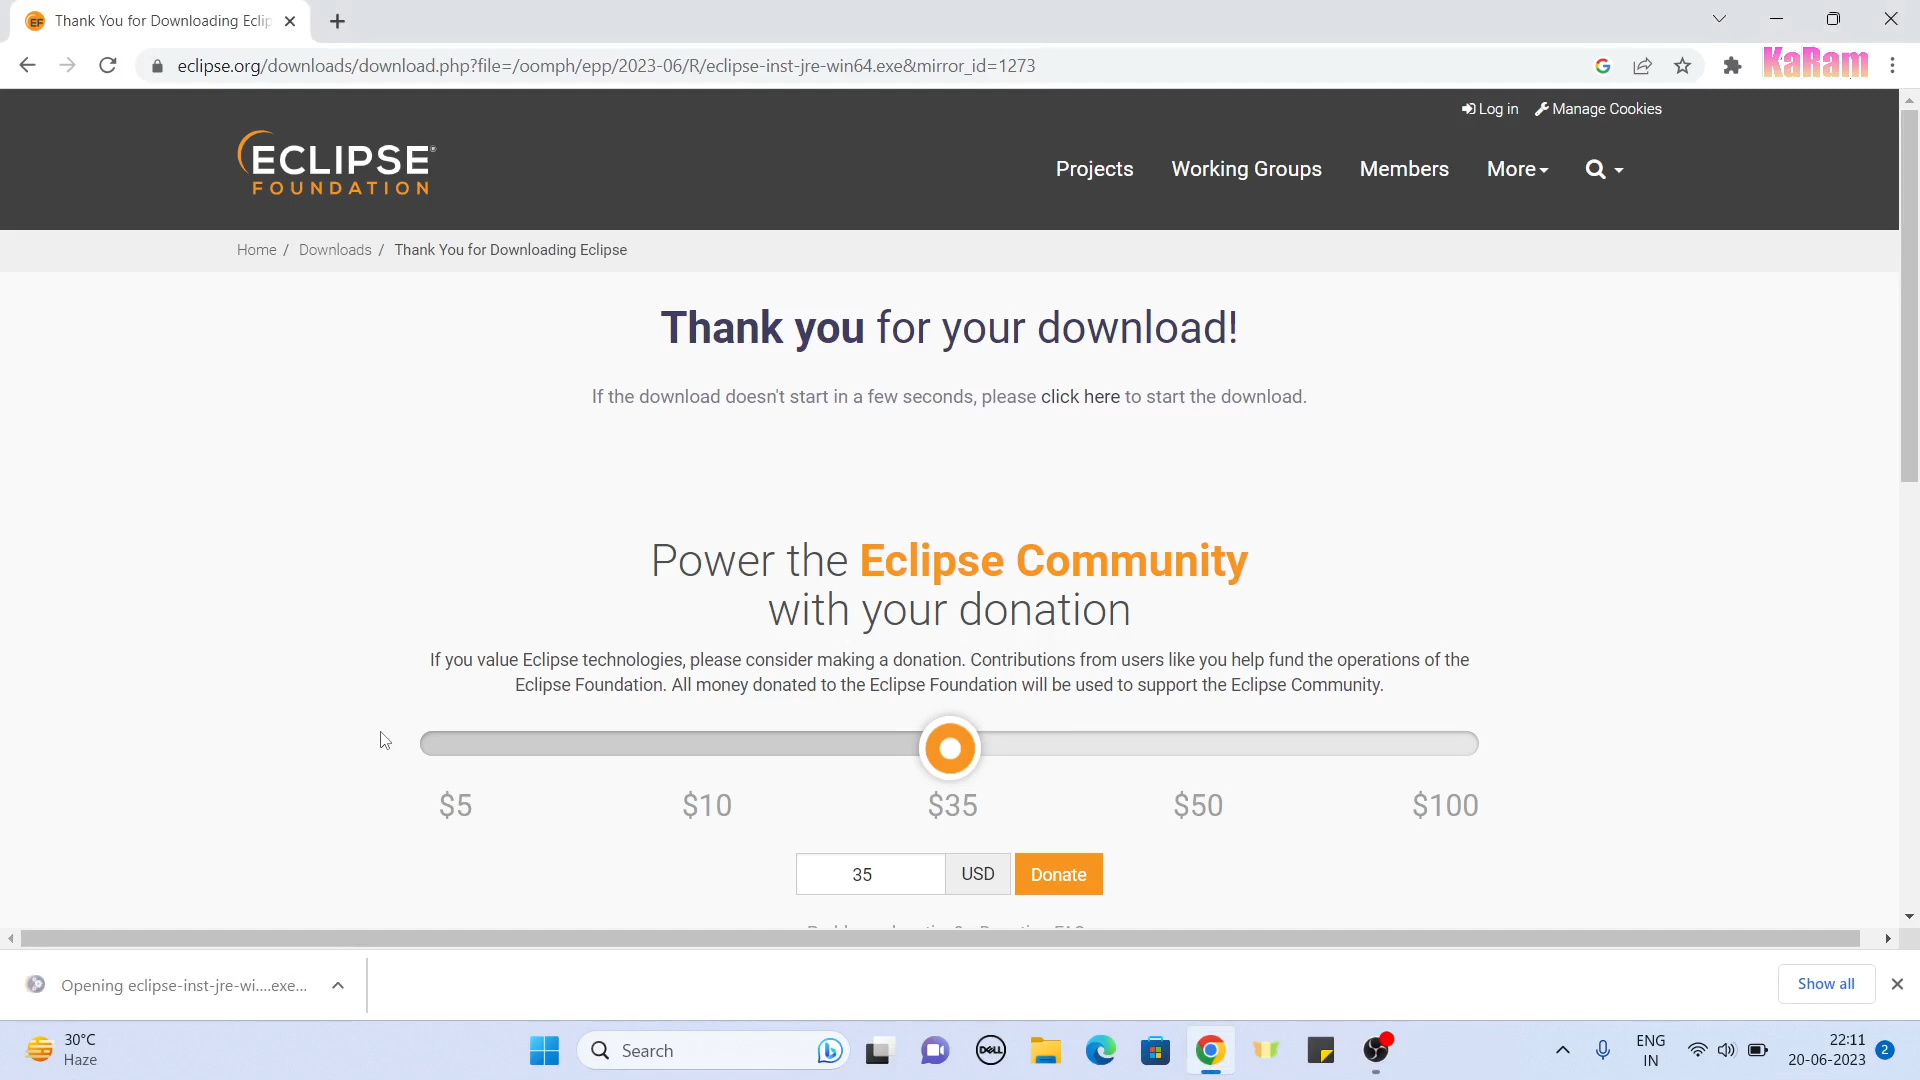 Thank You for Downloading Eclip
eclipse.org/downloads/download.php?file=/oomph/epp/2023-06/R/eclipse-inst-jre-win64.exe&mirror_id=1273
KaRam
Log in
Manage Cookies
ECLIPSE®
FOUNDATION
Projects
Working Groups
Members
More
Home / Downloads / Thank You for Downloading Eclipse
Thank you for your download!
If the download doesn't start in a few seconds, please click here to start the download.
Power the Eclipse Community
with your donation
If you value Eclipse technologies, please consider making a donation. Contributions from users like you help fund the operations of the
Eclipse Foundation. All money donated to the Eclipse Foundation will be used to support the Eclipse Community.
$5 $10 $35 $50 $100
35 USD Donate
Opening eclipse-inst-jre-wi....exe...
Show all
30°C
Haze
Search
DELL
ENG
IN
22:11
20-06-2023
2